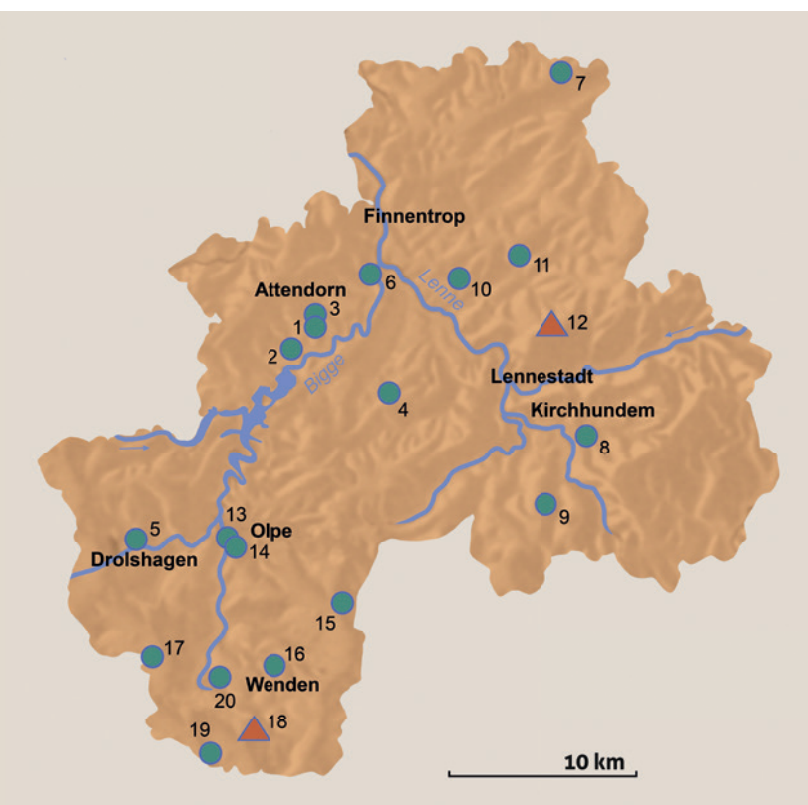 7
Finnentrop
11
6
Lenne
10
Attendorn
3
1
12
2
Bigge
Lennestadt
4
Kirchhundem
8
9
13
5
Olpe
14
Drolshagen
15
17
16
Wenden
20
18
19
10 km